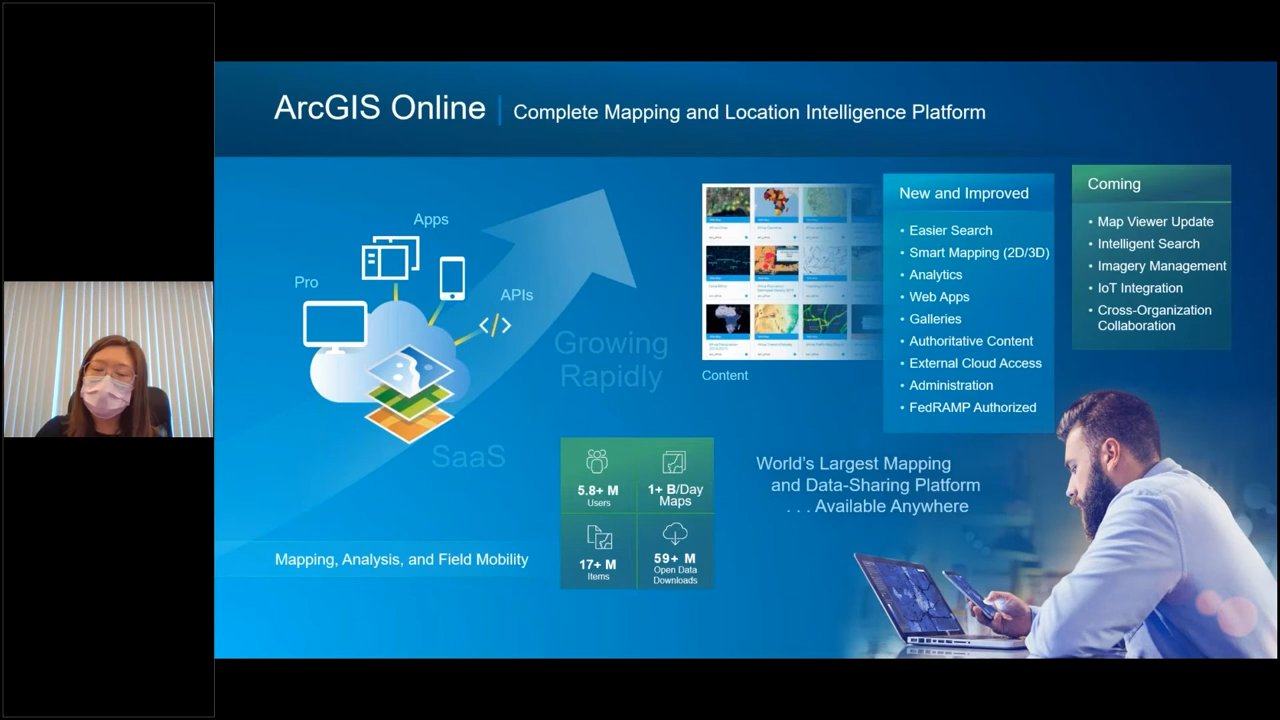 ArcGIS Online
Complete Mapping and Location Intelligence Platform
Apps
Pro
APIs
Growing
Rapidly
SaaS
Mapping, Analysis, and Field Mobility
Content
New and Improved
• Easier Search
• Smart Mapping (2D/3D)
• Analytics
• Web Apps
• Galleries
• Authoritative Content
• External Cloud Access
• Administration
• FedRAMP Authorized
Coming
• Map Viewer Update
• Intelligent Search
• Imagery Management
• IoT Integration
• Cross-Organization
Collaboration
5.8+ M
Users
1+ B/Day
Maps
17+ M
Items
59+ M
Open Data
Downloads
World's Largest Mapping
and Data-Sharing Platform
. . . Available Anywhere